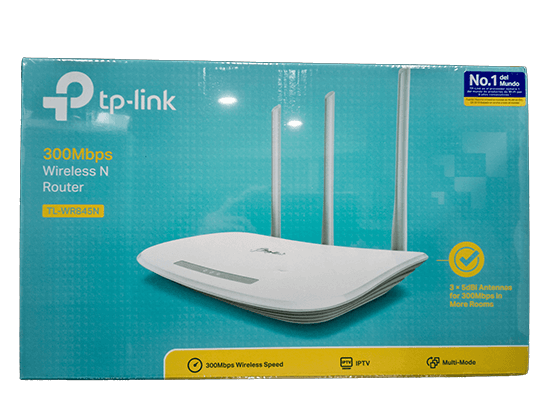 tp-link
No.1 del
Mundo
300Mbps
Wireless N
Router
TL-WR845N
3 × 5dBi Antennas
for 300Mbps in
More Rooms
300Mbps Wireless Speed
IPTV
IPTV
Multi-Mode